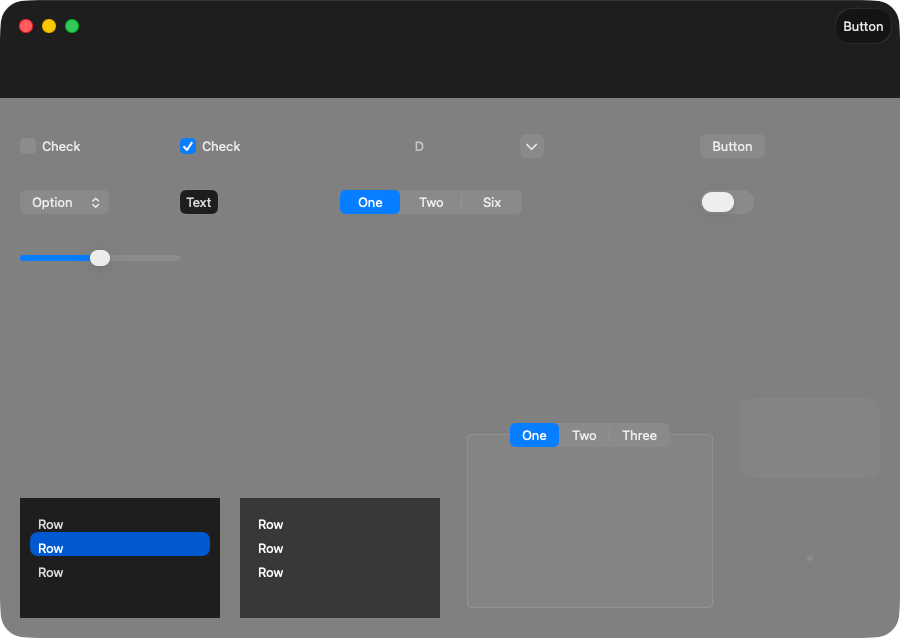 Button
Check
Check
D
Button
Option
Text
One
Two
Six
One
Two
Three
Row
Row
Row
Row
Row
Row